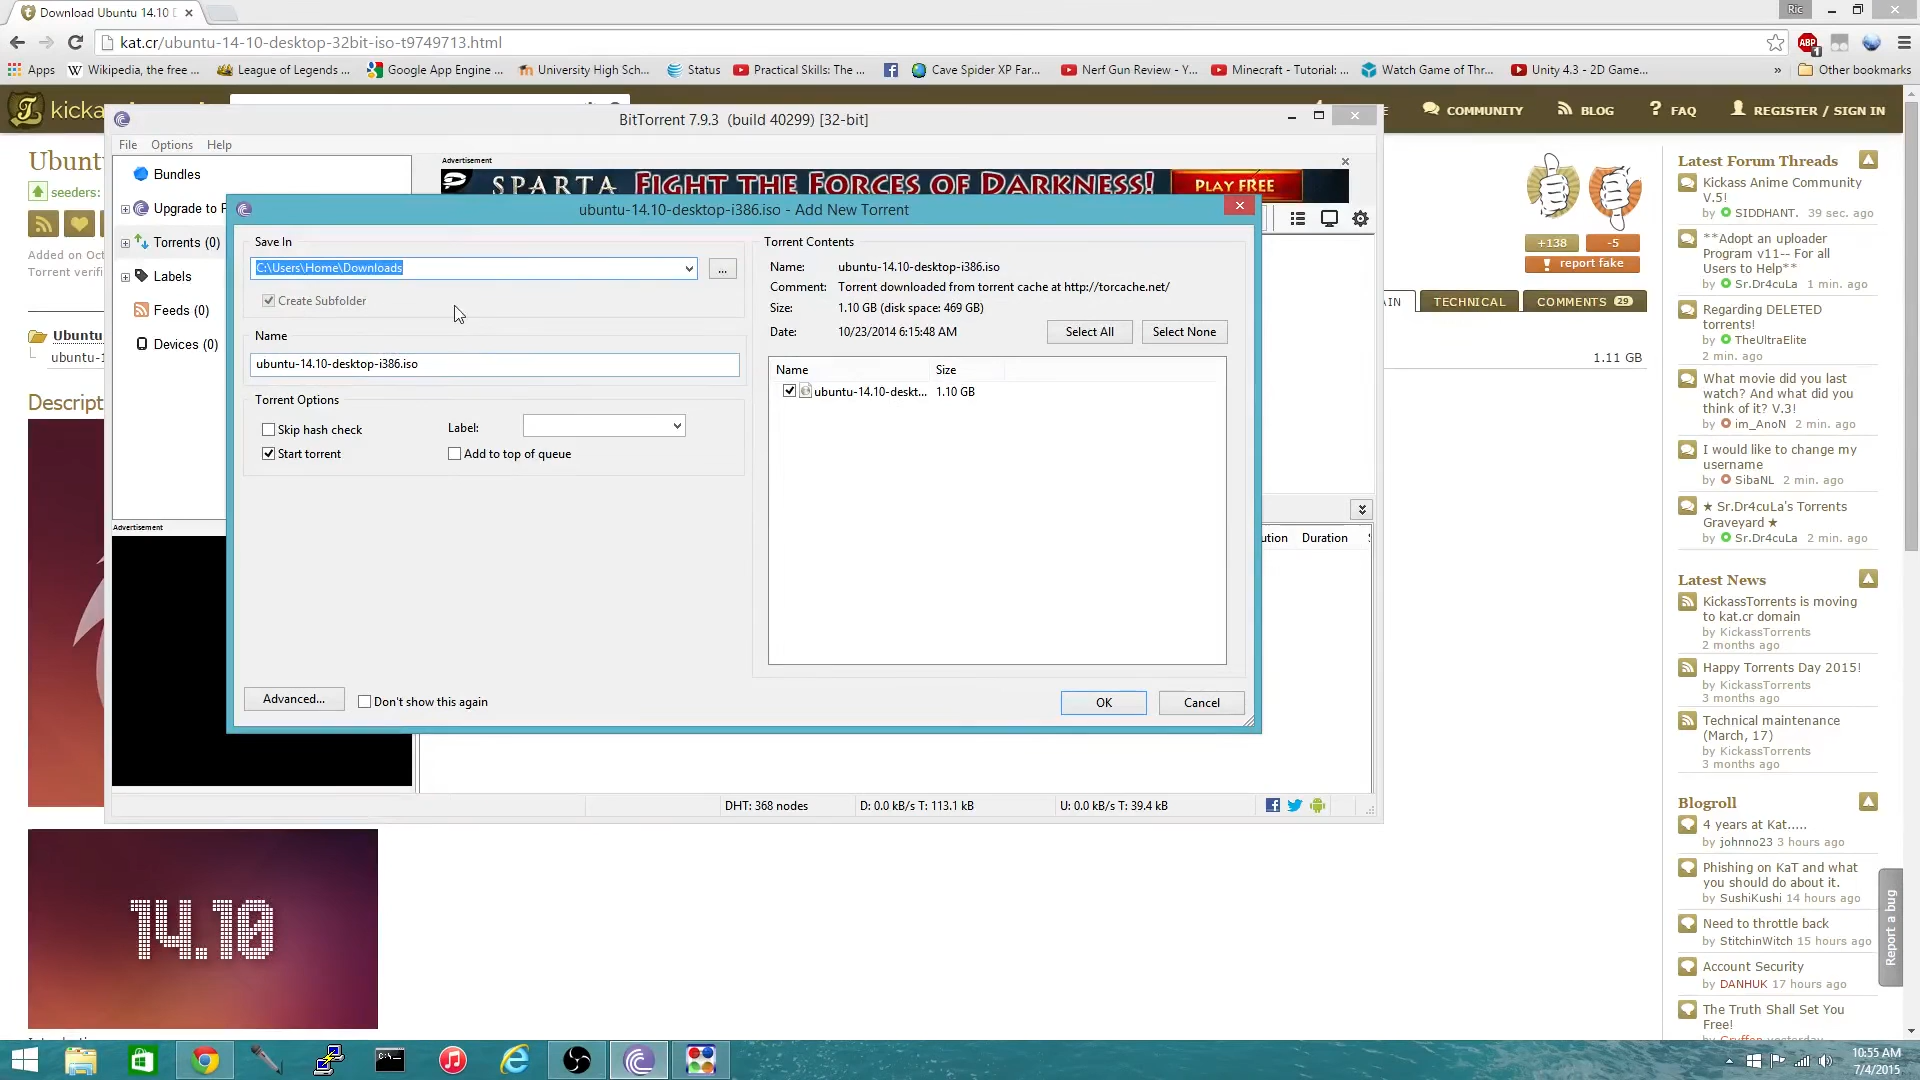 Download Ubuntu 14.10 D
Ric
kat.cr/ubuntu-14-10-desktop-32bit-iso-t9749713.html
ABP
1
Apps
Wikipedia, the free ...
League of Legends ...
Google App Engine ...
University High Sch...
Status
Practical Skills: The ...
Cave Spider XP Far...
Nerf Gun Review - Y...
Minecraft - Tutorial: ...
Watch Game of Thr...
Unity 4.3 - 2D Game...
»
Other bookmarks
COMMUNITY
BLOG
? FAQ
REGISTER / SIGN IN
BitTorrent 7.9.3 (build 40299) [32-bit]
File
Options
Help
Advertisement
SPARTA FIGHT THE FORCES OF DARKNESS!
PLAY FREE
Bundles
Upgrade to
Torrents (0)
Labels
Feeds (0)
Devices (0)
Advertisement
seeders:
Added on Oct
ubuntu-14.10-desktop-i386.iso - Add New Torrent
Save In
C:\Users\Home\Downloads
...
Create Subfolder
Name
ubuntu-14.10-desktop-i386.iso
Torrent Options
Skip hash check
Label:
Start torrent
Add to top of queue
Advanced...
Don't show this again
Torrent Contents
Name: ubuntu-14.10-desktop-i386.iso
Comment: Torrent downloaded from torrent cache at http://torcache.net/
Size: 1.10 GB (disk space: 469 GB)
Date: 10/23/2014 6:15:48 AM
Select All
Select None
Name
Size
ubuntu-14.10-deskt...
1.10 GB
OK
Cancel
Duration
DHT: 368 nodes
D: 0.0 kB/s T: 113.1 kB
U: 0.0 kB/s T: 39.4 kB
+138
-5
report fake
TECHNICAL
COMMENTS 29
1.11 GB
14.10
Latest Forum Threads
Kickass Anime Community
V.5!
by SIDDHANT. 39 sec. ago
**Adopt an uploader
Program v11-- For all
Users to Help**
by Sr.Dr4cuLa 1 min. ago
Regarding DELETED
torrents!
by TheUltraElite
2 min. ago
What movie did you last
watch? And what did you
think of it? V.3!
by im_AnoN 2 min. ago
I would like to change my
username
by SibaNL 2 min. ago
★ Sr.Dr4cuLa's Torrents
Graveyard ★
by Sr.Dr4cuLa 2 min. ago
Latest News
KickassTorrents is moving
to kat.cr domain
by KickassTorrents
2 months ago
Happy Torrents Day 2015!
by KickassTorrents
3 months ago
Technical maintenance
(March, 17)
by KickassTorrents
3 months ago
Blogroll
4 years at Kat.....
by johnno23 3 hours ago
Phishing on KaT and what
you should do about it.
by SushiKushi 14 hours ago
Need to throttle back
by StitchinWitch 15 hours ago
Account Security
by DANHUK 17 hours ago
The Truth Shall Set You
Free!
Report a bug
10:55 AM
7/4/2015